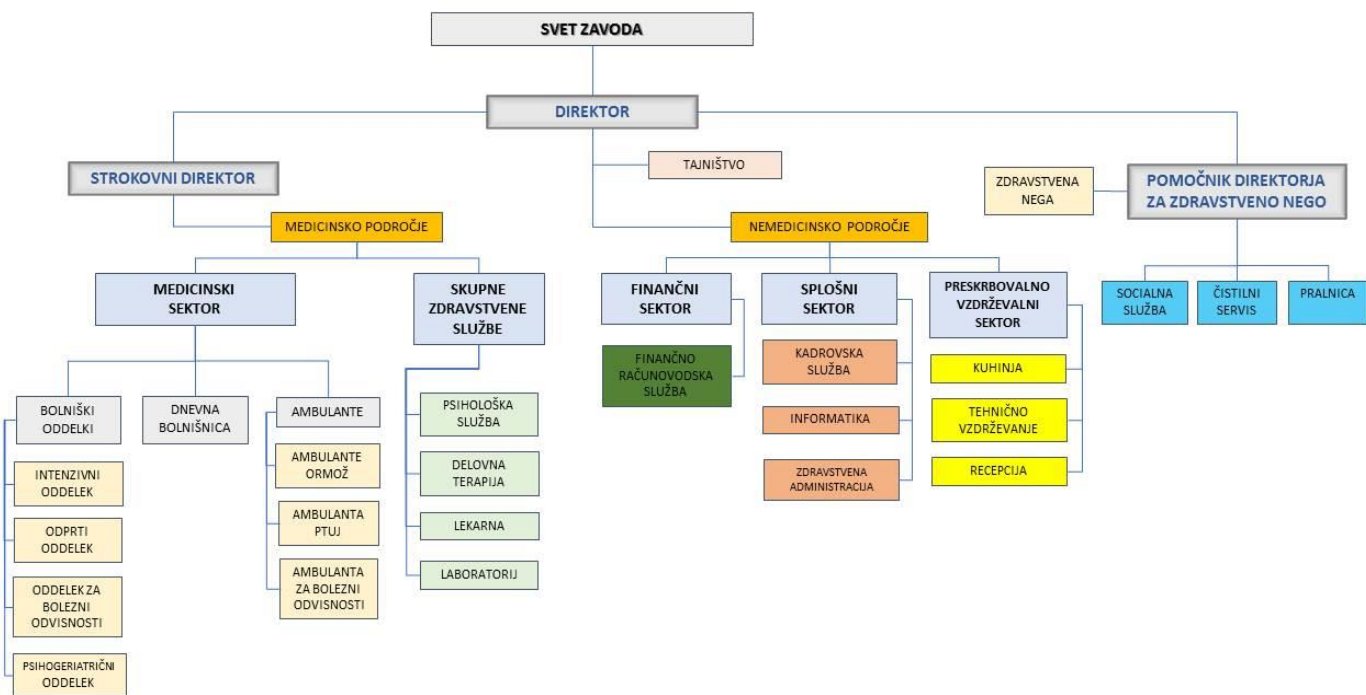 SVET ZAVODA
DIREKTOR
STROKOVNI DIREKTOR
TAJNIŠTVO
ZDRAVSTVENA
NEGA
POMOČNIK DIREKTORJA
ZA ZDRAVSTVENO NEGO
MEDICINSKO PODROČJE
NEMEDICINSKO PODROČJE
MEDICINSKI
SEKTOR
SKUPNE
ZDRAVSTVENE
SLUŽBE
FINANČNI
SEKTOR
SPLOŠNI
SEKTOR
PRESKRBOVALNO
VZDRŽEVALNI
SEKTOR
SOCIALNA
SLUŽBA
ČISTILNI
SERVIS
PRALNICA
BOLNIŠKI
ODDELKI
INTENZIVNI
ODDELEK
ODPRTI
ODDELEK
ODDELEK ZA
BOLEZNI
ODVISNOSTI
PSIHOGERIATRIČNI
ODDELEK
DNEVNA
BOLNIŠNICA
AMBULANTE
AMBULANTE
ORMOŽ
AMBULANTA
PTUJ
AMBULANTA
ZA BOLEZNI
ODVISNOSTI
PSIHOLOŠKA
SLUŽBA
DELOVNA
TERAPIJA
LEKARNA
LABORATORIJ
FINANČNO
RAČUNOVODSKA
SLUŽBA
KADROVSKA
SLUŽBA
INFORMATIKA
ZDRAVSTVENA
ADMINISTRACIJA
KUHINJA
TEHNIČNO
VZDRŽEVANJE
RECEPCIJA